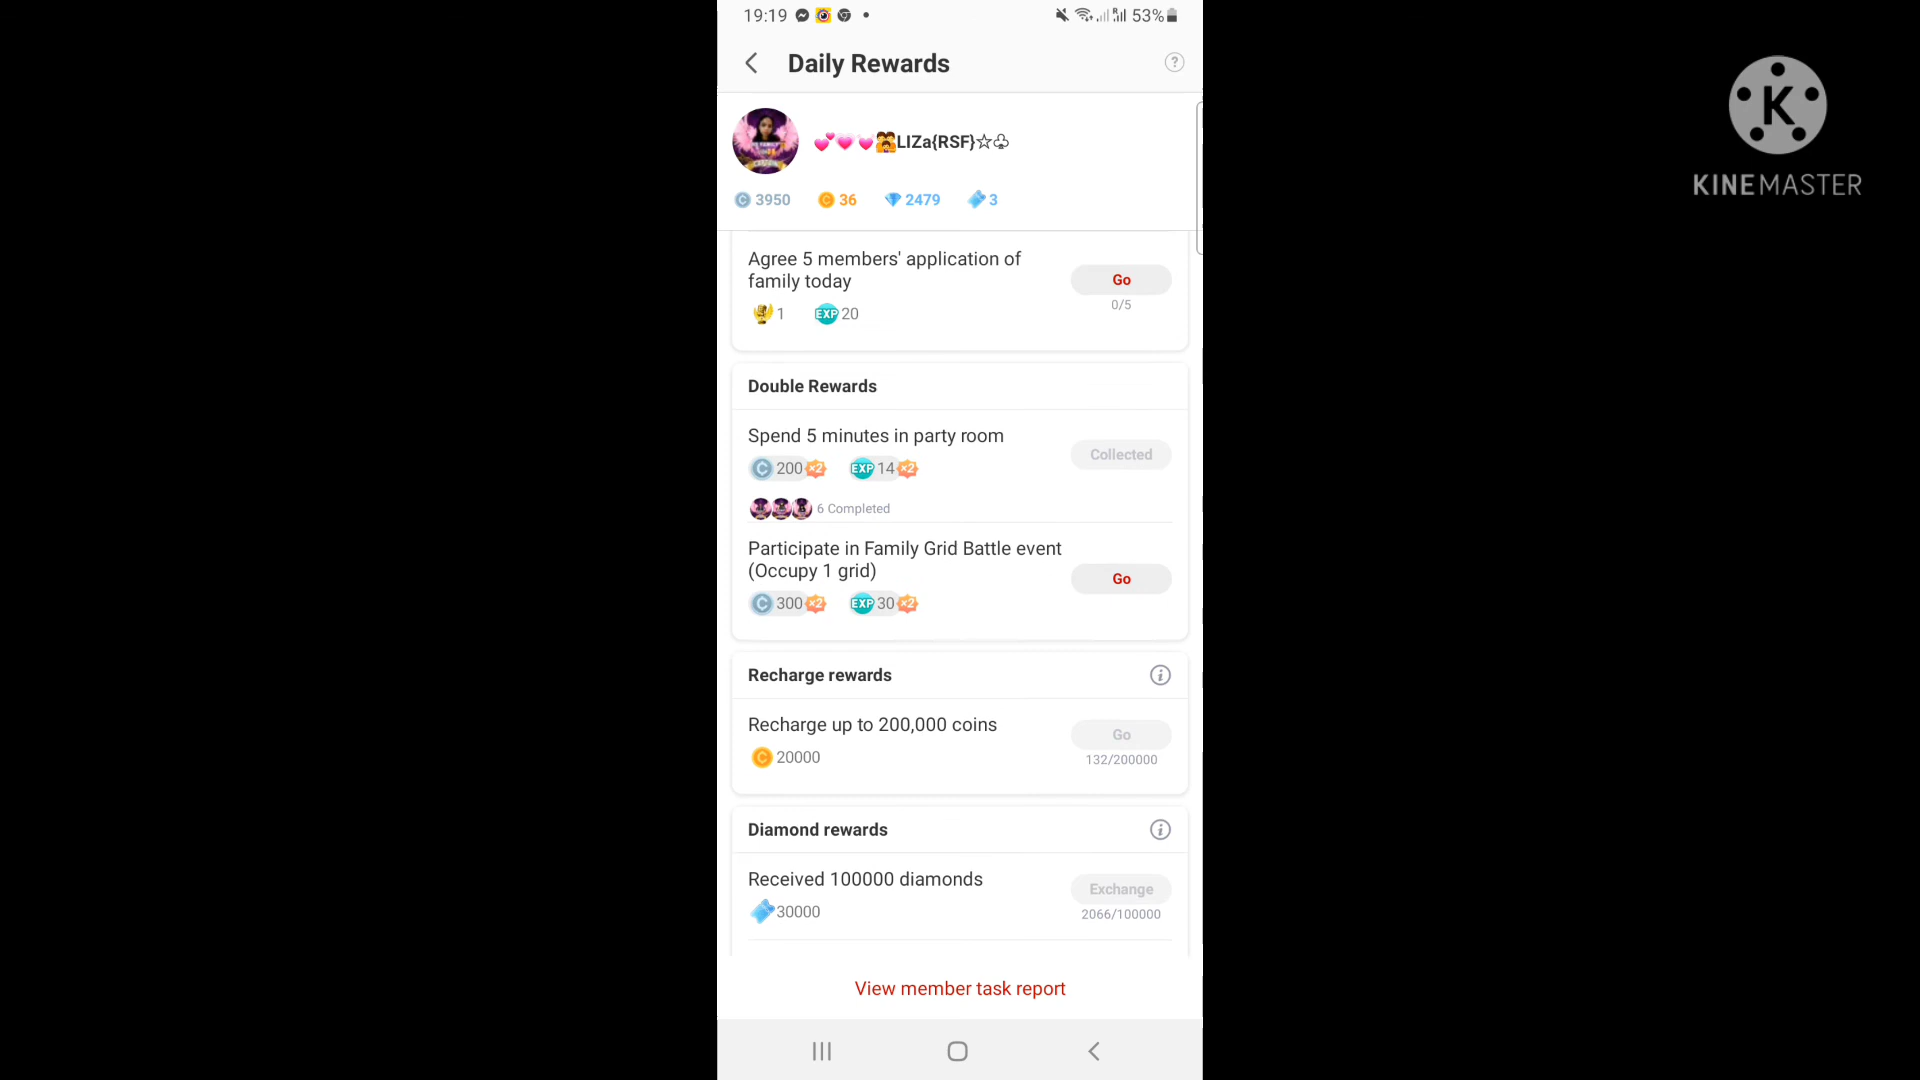 19:19
53%
Daily Rewards
?
K
KINEMASTER
💕💗💓👨‍👩‍👦LIZa{RSF}☆♧
3950 36 2479 3
Agree 5 members' application of
family today
Go
0/5
1 EXP 20
Double Rewards
Spend 5 minutes in party room
Collected
C 200 x2 EXP 14 x2
6 Completed
Participate in Family Grid Battle event
(Occupy 1 grid)
Go
C 300 x2 EXP 30 x2
Recharge rewards
i
Recharge up to 200,000 coins
Go
C 20000
132/200000
Diamond rewards
i
Received 100000 diamonds
Exchange
30000
2066/100000
View member task report